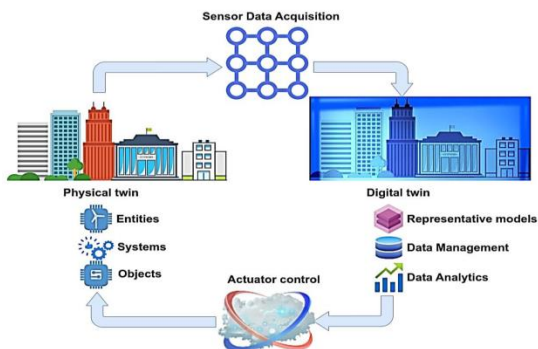 Sensor Data Acquisition
Physical twin
Digital twin
Entities
Representative models
Systems
Data Management
Objects
Data Analytics
Actuator control